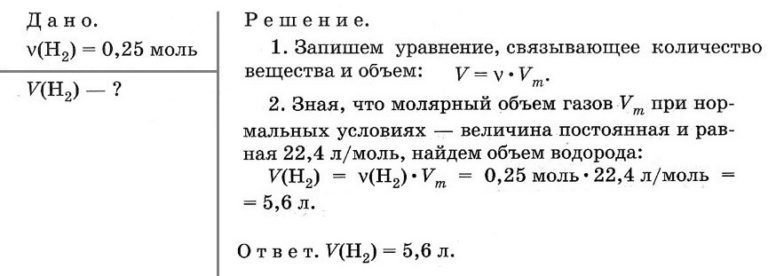 Дано.
ν(H₂) = 0,25 моль
V(H₂) — ?
Решение.
1. Запишем уравнение, связывающее количество
вещества и объем: V = ν · Vₘ.
2. Зная, что молярный объем газов Vₘ при нор-
мальных условиях — величина постоянная и рав-
ная 22,4 л/моль, найдем объем водорода:
V(H₂) = ν(H₂) · Vₘ = 0,25 моль · 22,4 л/моль =
= 5,6 л.
Ответ. V(H₂) = 5,6 л.